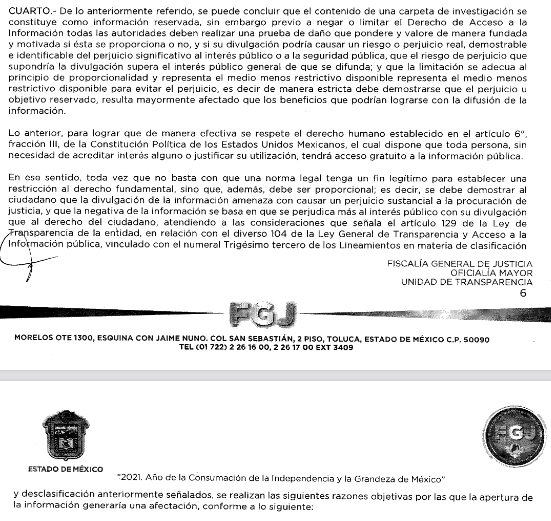 CUARTO.- De lo anteriormente referido, se puede concluir que el contenido de una carpeta de investigación se
constituye como información reservada, sin embargo previo a negar o limitar el Derecho de Acceso a la
Información todas las autoridades deben realizar una prueba de daño que pondere y valore de manera fundada
y motivada si ésta se proporciona o no, y si su divulgación podría causar un riesgo o perjuicio real, demostrable
e identificable del perjuicio significativo al interés público o a la seguridad pública, que el riesgo de perjuicio que
supondría la divulgación supera el interés público general de que se difunda; y que la limitación se adecua al
principio de proporcionalidad y representa el medio menos restrictivo disponible representa el medio menos
restrictivo disponible para evitar el perjuicio, es decir de manera estricta debe demostrarse que el perjuicio u
objetivo reservado, resulta mayormente afectado que los beneficios que podrían lograrse con la difusión de la
información.
Lo anterior, para lograr que de manera efectiva se respete el derecho humano establecido en el artículo 6°,
fracción III, de la Constitución Política de los Estados Unidos Mexicanos, el cual dispone que toda persona, sin
necesidad de acreditar interés alguno o justificar su utilización, tendrá acceso gratuito a la información pública.
En ese sentido, toda vez que no basta con que una norma legal tenga un fin legítimo para establecer una
restricción al derecho fundamental, sino que, además, debe ser proporcional; es decir, se debe demostrar al
ciudadano que la divulgación de la información amenaza con causar un perjuicio sustancial a la procuración de
justicia, y que la negativa de la información se basa en que se perjudica más al interés público con su divulgación
que al derecho del ciudadano, atendiendo a las consideraciones que señala el artículo 129 de la Ley de
Transparencia de la entidad, en relación con el diverso 104 de la Ley General de Transparencia y Acceso a la
Información pública, vinculado con el numeral Trigésimo tercero de los Lineamientos en materia de clasificación
FISCALÍA GENERAL DE JUSTICIA
OFICIALÍA MAYOR
UNIDAD DE TRANSPARENCIA
6
FGJ
MORELOS OTE 1300, ESQUINA CON JAIME NUNO. COL SAN SEBASTIÁN, 2 PISO, TOLUCA, ESTADO DE MÉXICO C.P. 50090
TEL (01 722) 2 26 16 00, 2 26 17 00 EXT 3409
FGJ
ESTADO DE MÉXICO
"2021. Año de la Consumación de la Independencia y la Grandeza de México"
y desclasificación anteriormente señalados, se realizan las siguientes razones objetivas por las que la apertura de
la información generaría una afectación, conforme a lo siguiente: